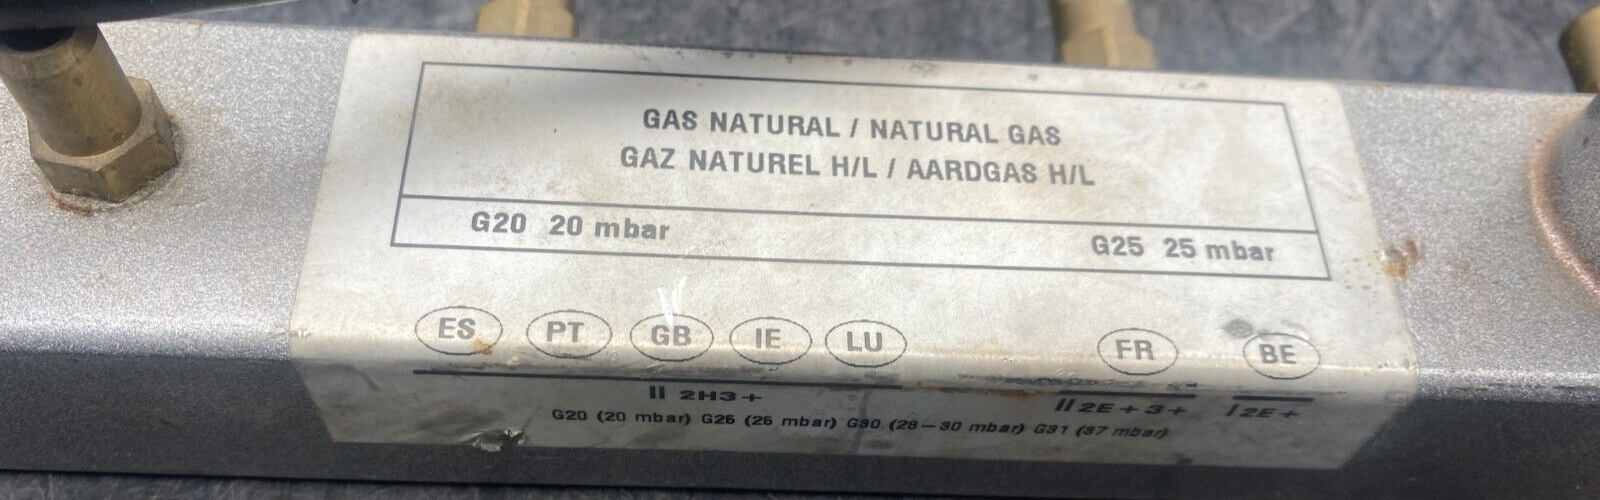 GAS NATURAL / NATURAL GAS
GAZ NATUREL H/L / AARDGAS H/L
G20 20 mbar G25 25 mbar
ES PT GB IE LU FR BE
II 2H3+ II 2E+3+ I 2E+
G20 (20 mbar) G25 (25 mbar) G30 (28-30 mbar) G31 (37 mbar)